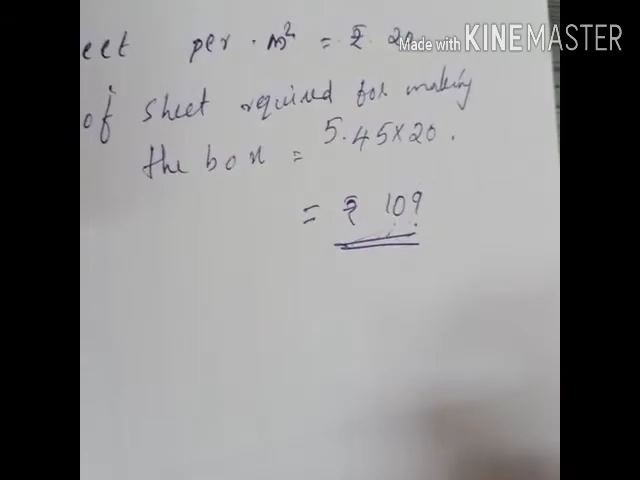 eet per m² = ₹ 20
Made with KINEMASTER
of sheet required for making
the box = 5.45×20.
= ₹ 109